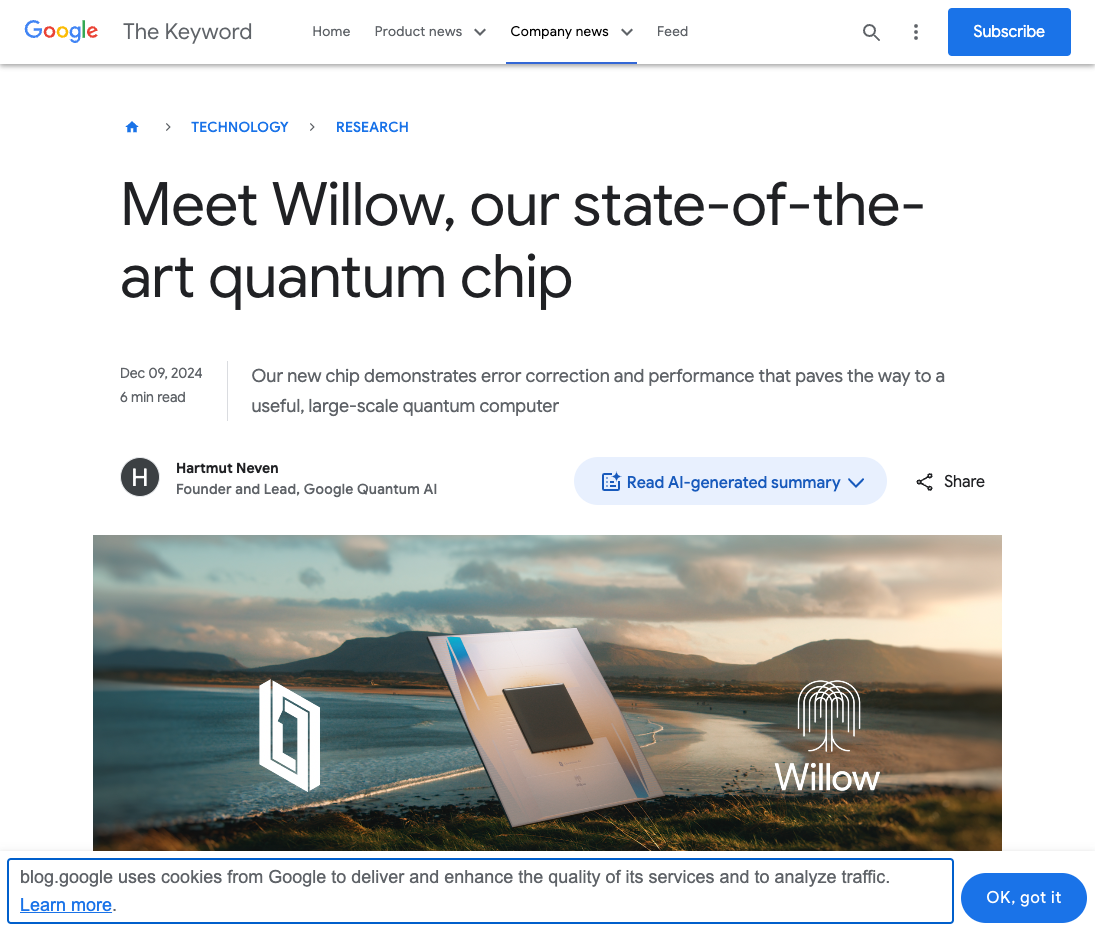 Google The Keyword Home Product news Company news Feed Subscribe
TECHNOLOGY RESEARCH
Meet Willow, our state-of-the-
art quantum chip
Dec 09, 2024
6 min read
Our new chip demonstrates error correction and performance that paves the way to a
useful, large-scale quantum computer
H
Hartmut Neven
Founder and Lead, Google Quantum AI
Read AI-generated summary
Share
Willow
blog.google uses cookies from Google to deliver and enhance the quality of its services and to analyze traffic.
Learn more.
OK, got it